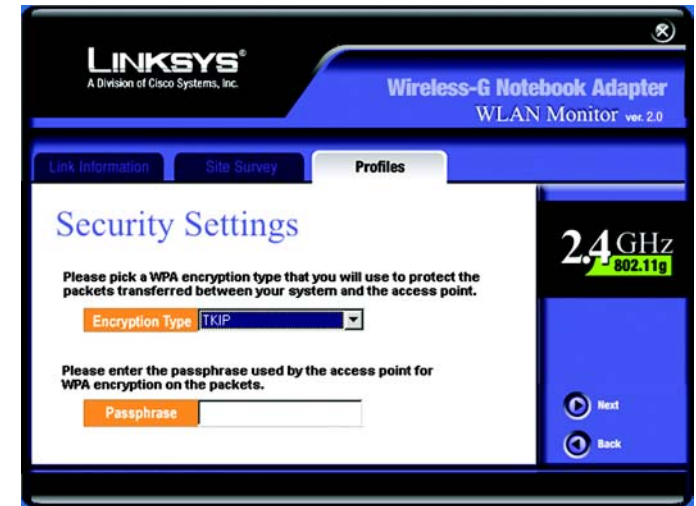 LINKSYS®
A Division of Cisco Systems, Inc.
Wireless-G Notebook Adapter
WLAN Monitor ver. 2.0
Link Information
Site Survey
Profiles
Security Settings
2.4 GHz
802.11g
Please pick a WPA encryption type that you will use to protect the
packets transferred between your system and the access point.
Encryption Type
TKIP
Please enter the passphrase used by the access point for
WPA encryption on the packets.
Passphrase
Next
Back